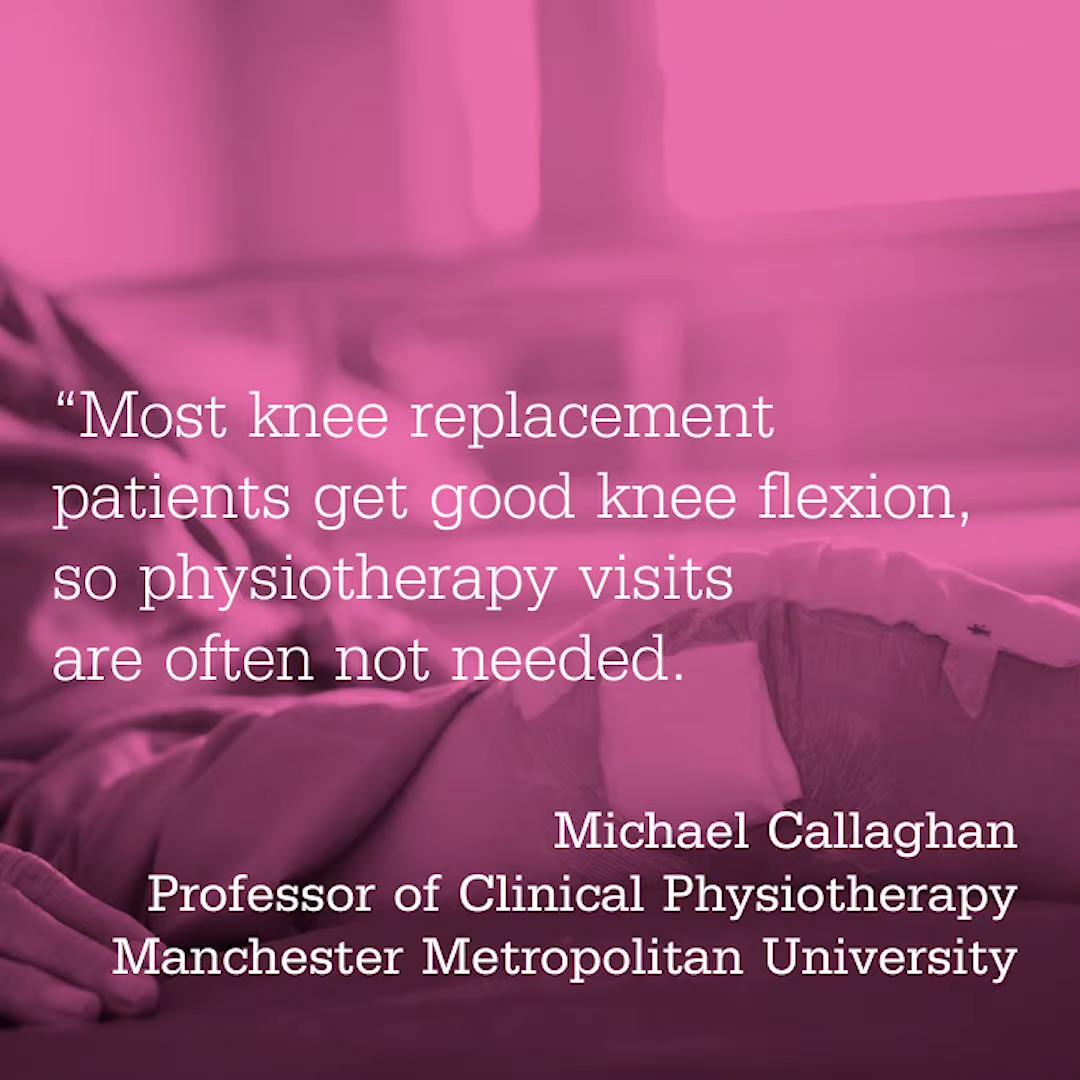 “Most knee replacement
patients get good knee flexion,
so physiotherapy visits
are often not needed.
Michael Callaghan
Professor of Clinical Physiotherapy
Manchester Metropolitan University